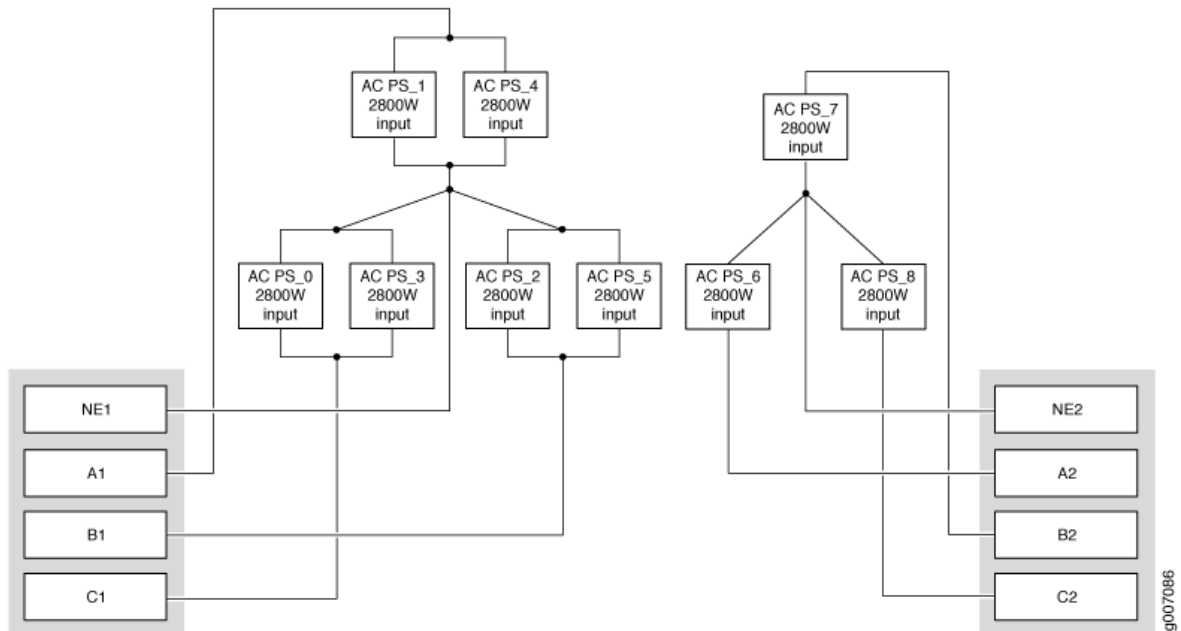 AC PS_1
2800W
input
AC PS_4
2800W
input
AC PS_7
2800W
input
AC PS_0
2800W
input
AC PS_3
2800W
input
AC PS_2
2800W
input
AC PS_5
2800W
input
AC PS_6
2800W
input
AC PS_8
2800W
input
NE1
A1
B1
C1
NE2
A2
B2
C2
g007086